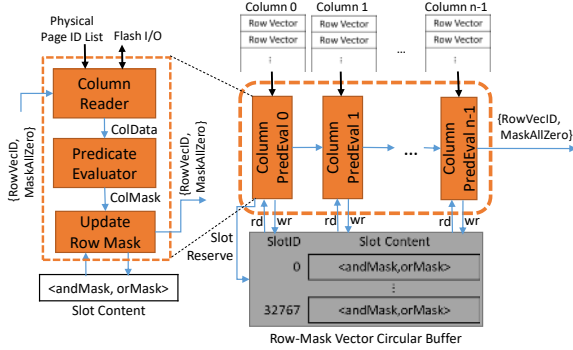 Physical
Page ID List
Flash I/O
Column
Reader
ColData
{RowVecID,
MaskAllZero}
Predicate
Evaluator
ColMask
{RowVecID,
MaskAllZero}
Update
Row Mask
<andMask, orMask>
Slot Content
Column 0
Row Vector
Row Vector
⋮
Column 1
Row Vector
Row Vector
⋮
...
Column n-1
Row Vector
Row Vector
⋮
Column
PredEval 0
Column
PredEval 1
...
Column
PredEval n-1
{RowVecID,
MaskAllZero}
Slot
Reserve
rd
wr
rd
wr
rd
wr
SlotID
Slot Content
0
<andMask,orMask>
⋮
32767
<andMask,orMask>
Row-Mask Vector Circular Buffer